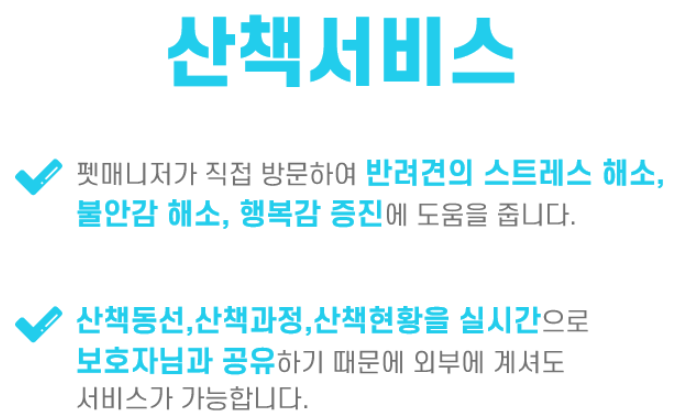 산책서비스
펫매니저가 직접 방문하여 반려견의 스트레스 해소,
불안감 해소, 행복감 증진에 도움을 줍니다.
산책동선,산책과정,산책현황을 실시간으로
보호자님과 공유하기 때문에 외부에 계셔도
서비스가 가능합니다.